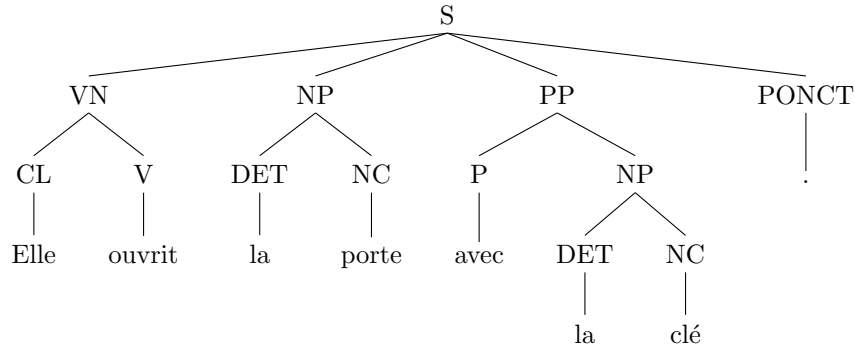 S
VN NP PP PONCT
CL V DET NC P NP .
Elle ouvrit la porte avec DET NC
la clé